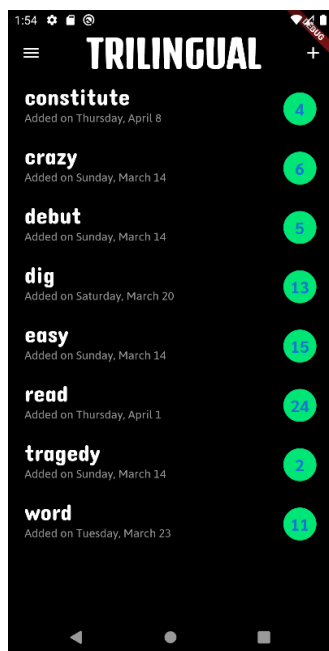 1:54
DEBUG
TRILINGUAL
constitute
Added on Thursday, April 8
4
crazy
Added on Sunday, March 14
6
debut
Added on Sunday, March 14
5
dig
Added on Saturday, March 20
13
easy
Added on Sunday, March 14
15
read
Added on Thursday, April 1
24
tragedy
Added on Sunday, March 14
2
word
Added on Tuesday, March 23
11